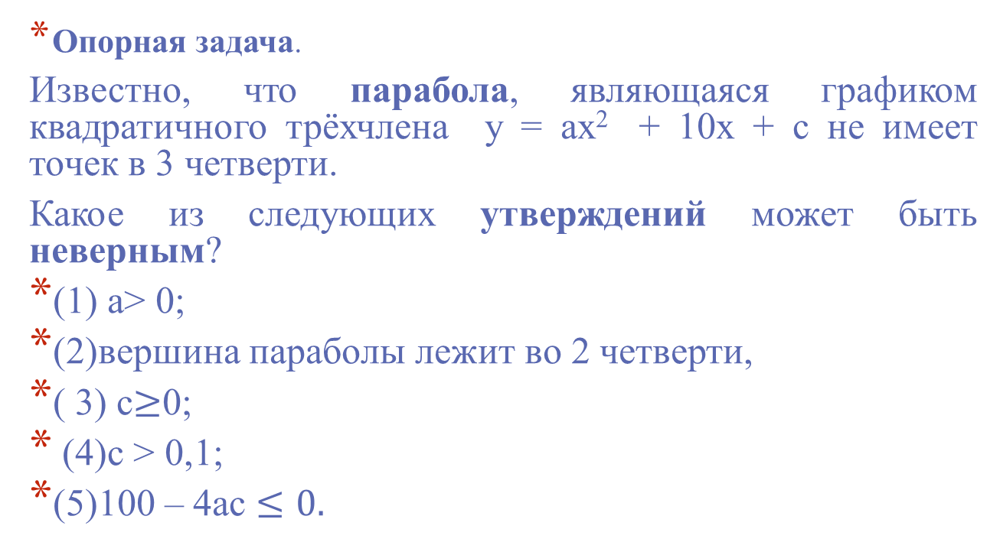 * Опорная задача.
Известно, что парабола, являющаяся графиком
квадратичного трёхчлена y = ax² + 10x + c не имеет
точек в 3 четверти.
Какое из следующих утверждений может быть
неверным?
* (1) a> 0;
* (2)вершина параболы лежит во 2 четверти,
* ( 3) c≥0;
* (4)c > 0,1;
* (5)100 – 4ac ≤ 0.